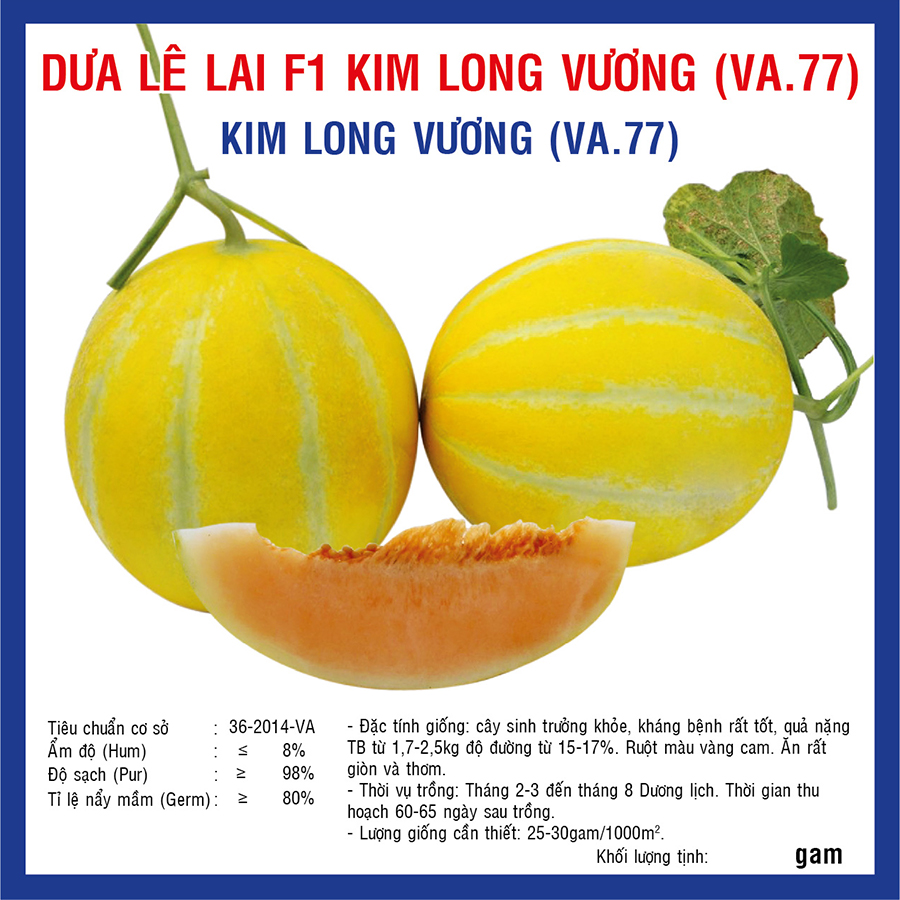 DƯA LÊ LAI F1 KIM LONG VƯƠNG (VA.77)
KIM LONG VƯƠNG (VA.77)
Tiêu chuẩn cơ sở : 36-2014-VA
Ẩm độ (Hum) : ≤ 8%
Độ sạch (Pur) : ≥ 98%
Tỉ lệ nẩy mầm (Germ) : ≥ 80%
- Đặc tính giống: cây sinh trưởng khỏe, kháng bệnh rất tốt, quả nặng
TB từ 1,7-2,5kg độ đường từ 15-17%. Ruột màu vàng cam. Ăn rất
giòn và thơm.
- Thời vụ trồng: Tháng 2-3 đến tháng 8 Dương lịch. Thời gian thu
hoạch 60-65 ngày sau trồng.
- Lượng giống cần thiết: 25-30gam/1000m².
Khối lượng tịnh: gam